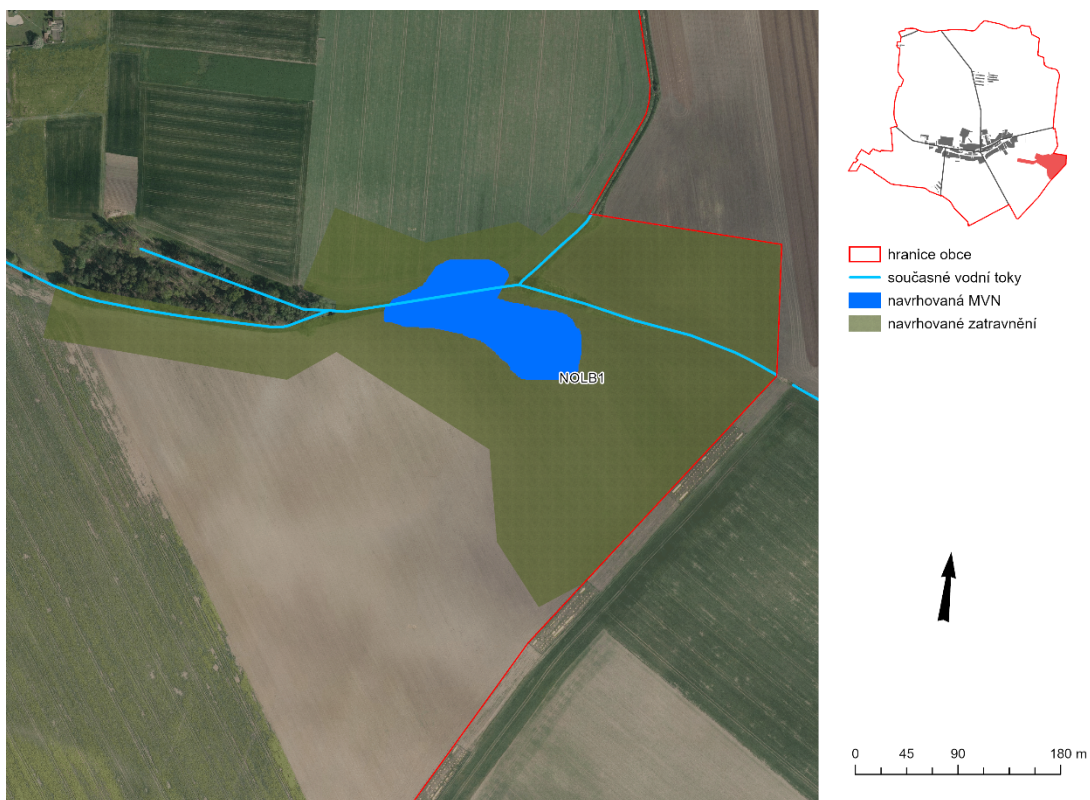 NOLB1
hranice obce
současné vodní toky
navrhovaná MVN
navrhované zatravnění
0 45 90 180 m